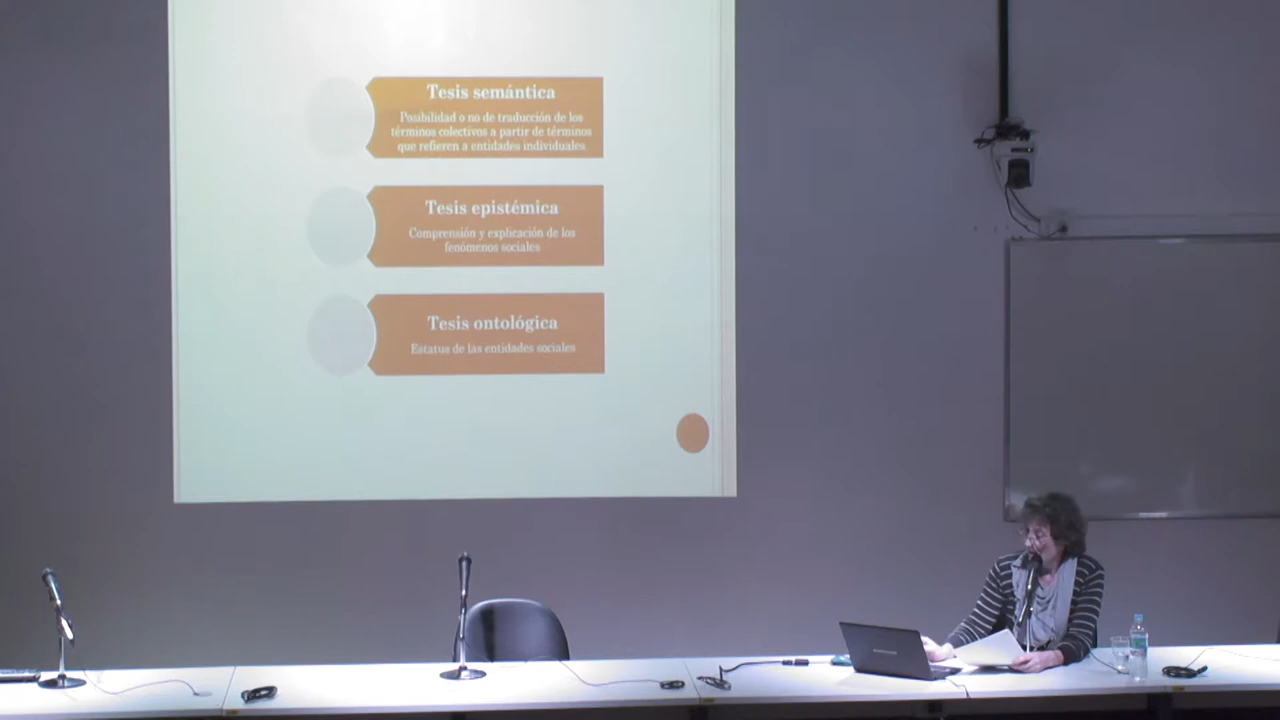 Tesis semántica
Posibilidad o no de traducción de los
términos colectivos a partir de términos
que refieren a entidades individuales
Tesis epistémica
Comprensión y explicación de los
fenómenos sociales
Tesis ontológica
Estatus de las entidades sociales